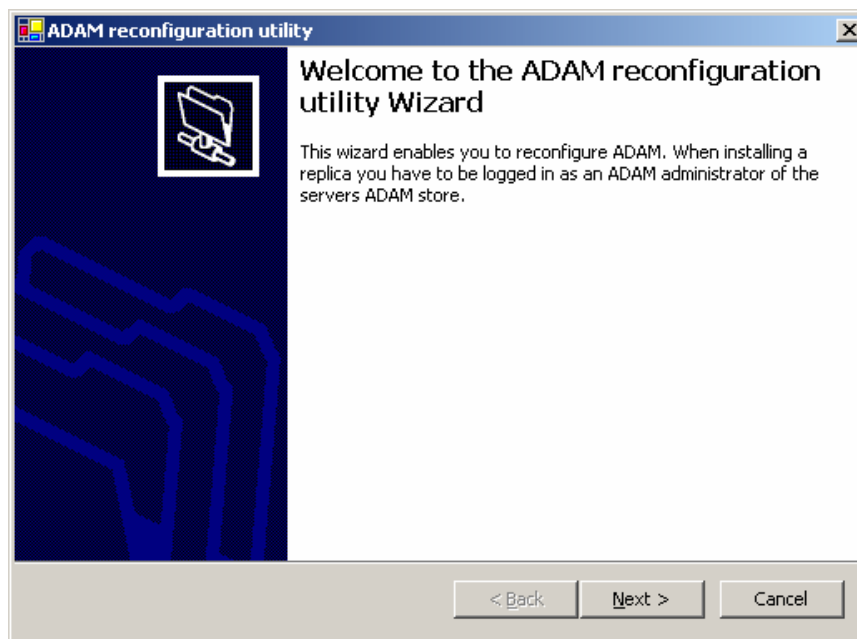 ADAM reconfiguration utility
Welcome to the ADAM reconfiguration
utility Wizard
This wizard enables you to reconfigure ADAM. When installing a
replica you have to be logged in as an ADAM administrator of the
servers ADAM store.
< Back
Next >
Cancel